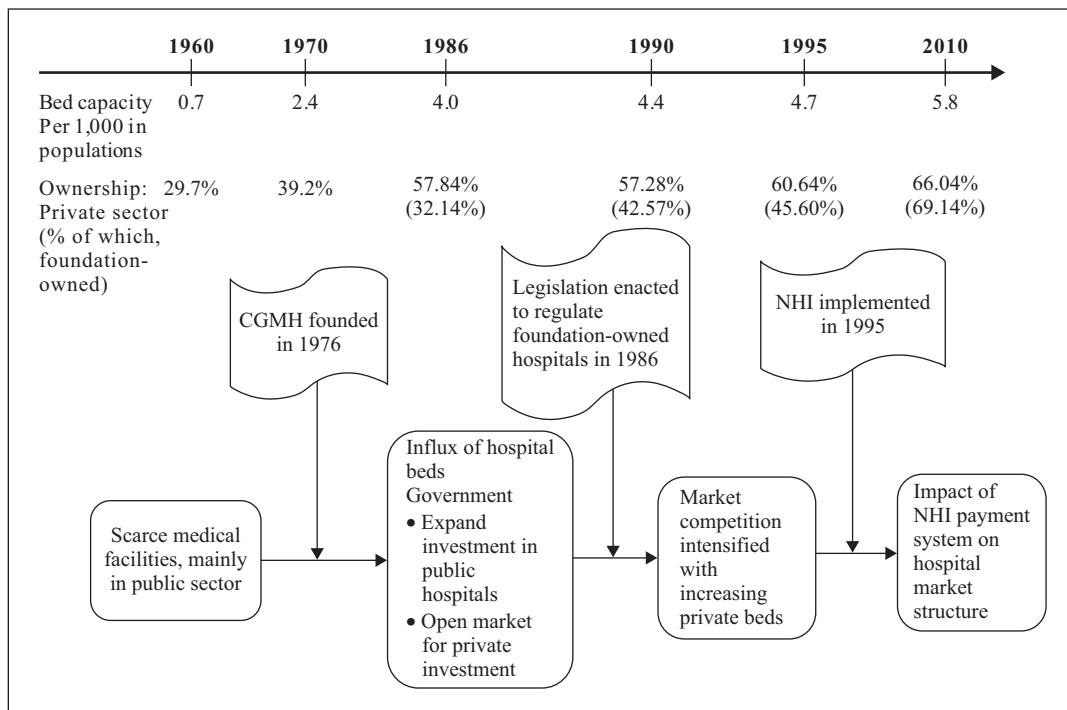 1960 1970 1986 1990 1995 2010
Bed capacity 0.7 2.4 4.0 4.4 4.7 5.8
Per 1,000 in
populations
Ownership: 29.7% 39.2% 57.84% 57.28% 60.64% 66.04%
Private sector (32.14%) (42.57%) (45.60%) (69.14%)
(% of which,
foundation-
owned)
CGMH founded
in 1976
Legislation enacted
to regulate
foundation-owned
hospitals in 1986
NHI implemented
in 1995
Scarce medical
facilities, mainly
in public sector
Influx of hospital
beds
Government
• Expand
investment in
public
hospitals
• Open market
for private
investment
Market
competition
intensified
with
increasing
private beds
Impact of
NHI payment
system on
hospital
market
structure